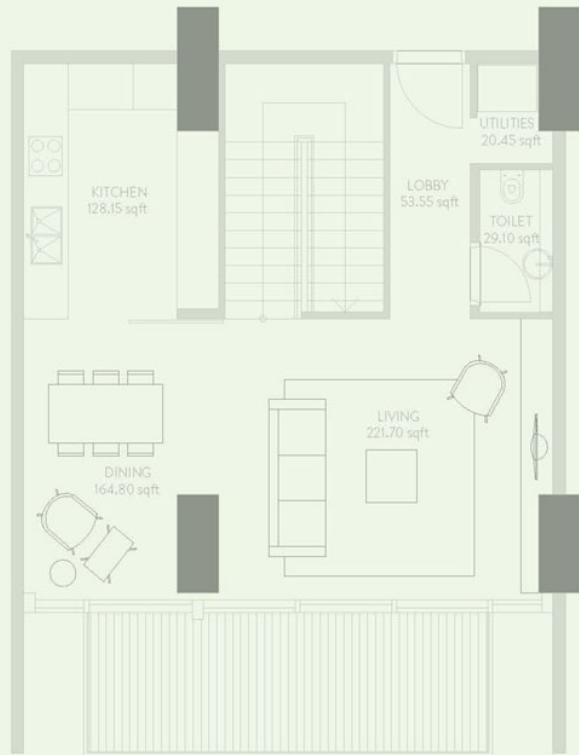 UTILITIES
20.45 sqft
KITCHEN
128.15 sqft
LOBBY
53.55 sqft
TOILET
29.10 sqft
LIVING
221.70 sqft
DINING
164.80 sqft